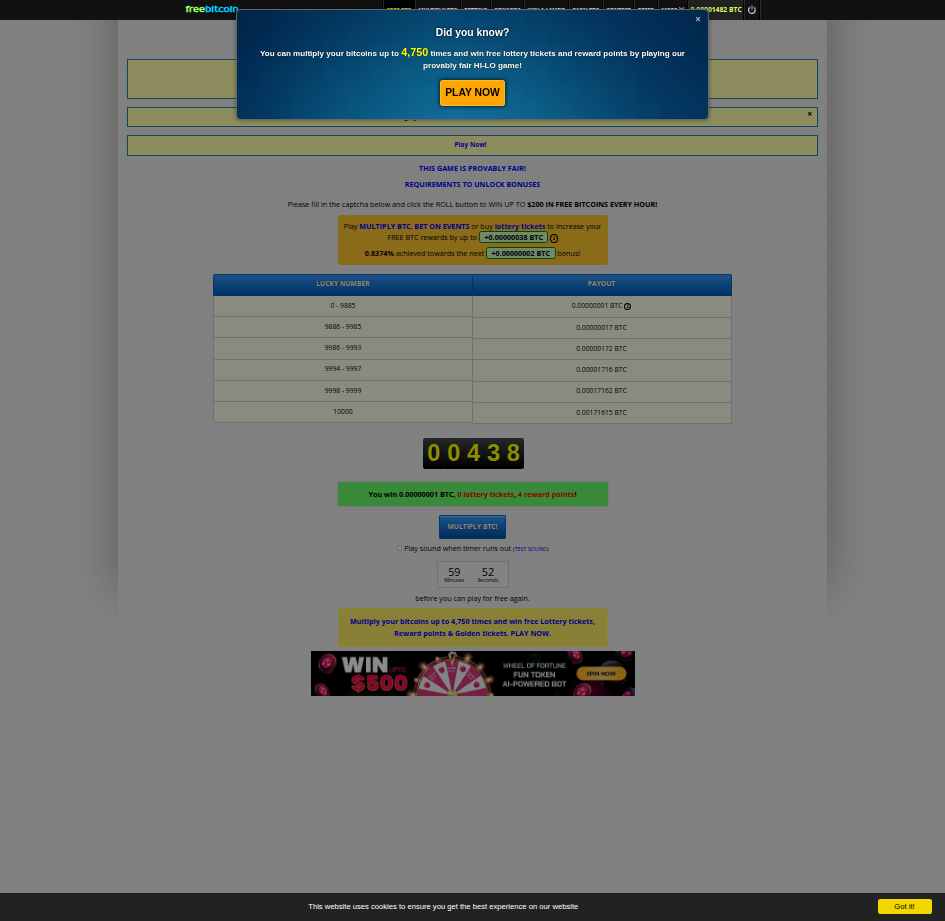 freebitcoin
Did you know?
You can multiply your bitcoins up to 4,750 times and win free lottery tickets and reward points by playing our
provably fair HI-LO game!
PLAY NOW
Play Now!
THIS GAME IS PROVABLY FAIR!
REQUIREMENTS TO UNLOCK BONUSES
Please fill in the captcha below and click the ROLL button to WIN UP TO $200 IN FREE BITCOINS EVERY HOUR!
Play MULTIPLY BTC, BET ON EVENTS or buy lottery tickets to increase your
FREE BTC rewards by up to +0.00000038 BTC
0.8374% achieved towards the next +0.00000002 BTC bonus!
LUCKY NUMBER PAYOUT
0 - 9885 0.00000001 BTC
9886 - 9985 0.00000017 BTC
9986 - 9993 0.00000172 BTC
9994 - 9997 0.00001716 BTC
9998 - 9999 0.00017162 BTC
10000 0.00171615 BTC
00438
You win 0.00000001 BTC, 0 lottery tickets, 4 reward points!
MULTIPLY BTC!
Play sound when timer runs out (TEST SOUND)
59 52
Minutes Seconds
before you can play for free again.
Multiply your bitcoins up to 4,750 times and win free Lottery tickets,
Reward points & Golden tickets. PLAY NOW.
WIN UPTO
$500
WHEEL OF FORTUNE
FUN TOKEN
AI-POWERED BOT
SPIN NOW
This website uses cookies to ensure you get the best experience on our website
Got it!